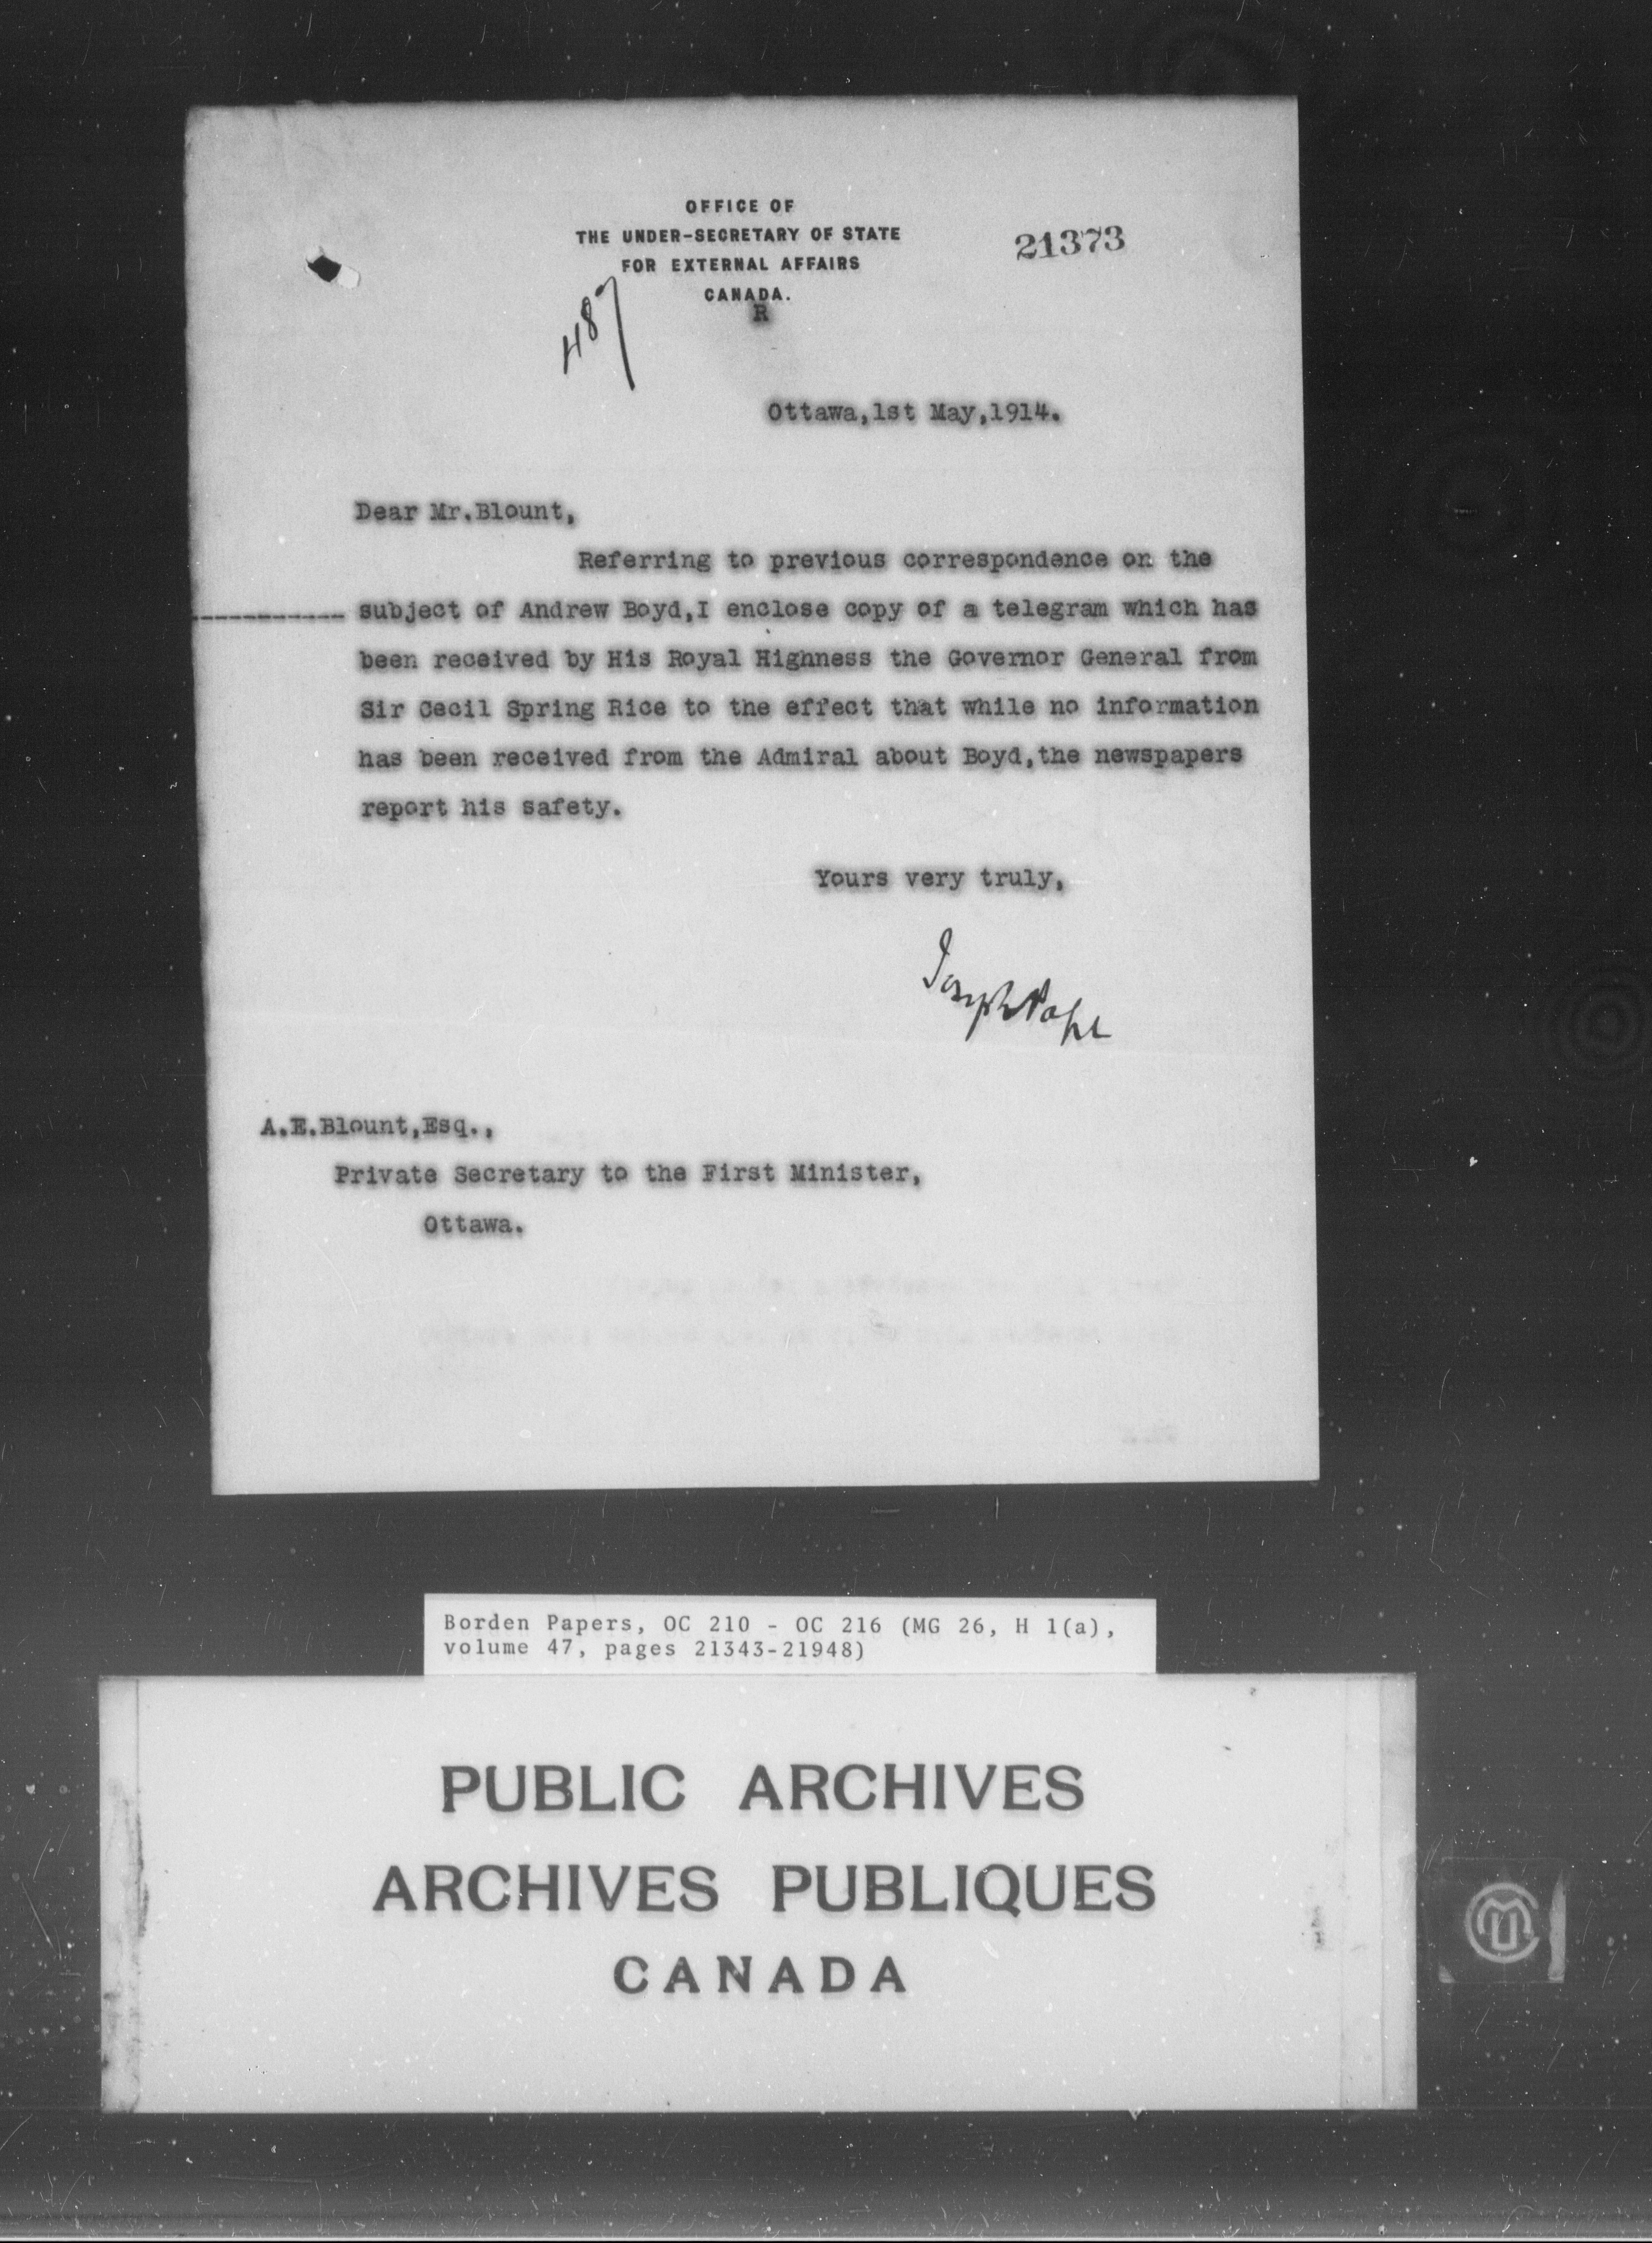 OFFICE OF
THE UNDER-SECRETARY OF STATE
FOR EXTERNAL AFFAIRS
CANADA.
R
21373
487
Ottawa,1st May,1914.
Dear Mr.Blount,
Referring to previous correspondence on the
subject of Andrew Boyd,I enclose copy of a telegram which has
been received by His Royal Highness the Governor General from
Sir Cecil Spring Rice to the effect that while no information
has been received from the Admiral about Boyd,the newspapers
report his safety.
Yours very truly,
Joseph Pope
A.E.Blount,Esq.,
Private Secretary to the First Minister,
Ottawa.
Borden Papers, OC 210 - OC 216 (MG 26, H 1(a),
volume 47, pages 21343-21948)
PUBLIC ARCHIVES
ARCHIVES PUBLIQUES
CANADA